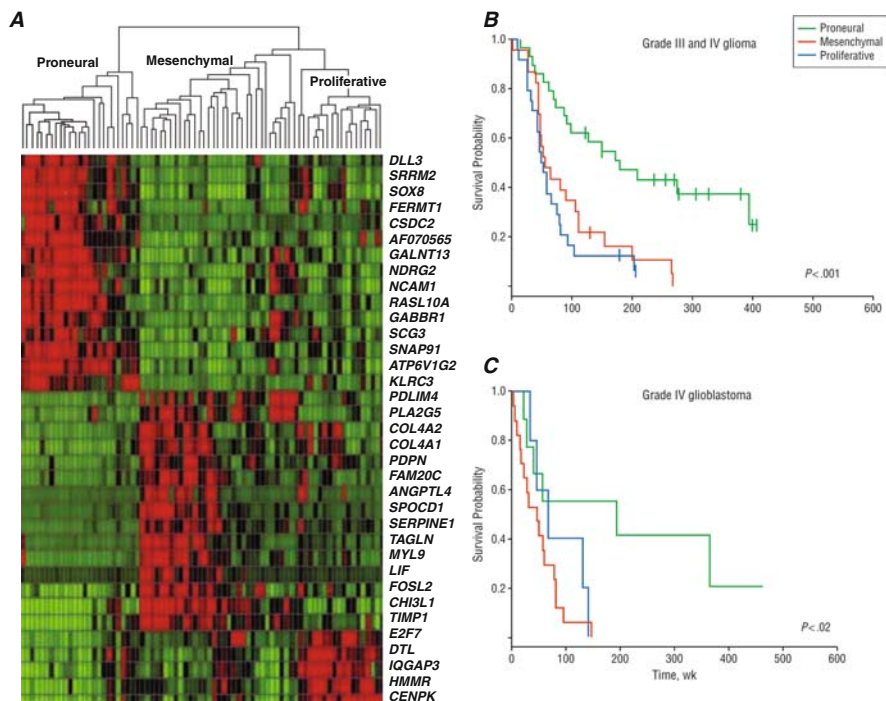 A
Proneural
Mesenchymal
Proliferative
DLL3
SRRM2
SOX8
FERMT1
CSDC2
AF070565
GALNT13
NDRG2
NCAM1
RASL10A
GABBR1
SCG3
SNAP91
ATP6V1G2
KLRC3
PDLIM4
PLA2G5
COL4A2
COL4A1
PDPN
FAM20C
ANGPTL4
SPOCD1
SERPINE1
TAGLN
MYL9
LIF
FOSL2
CHI3L1
TIMP1
E2F7
DTL
IQGAP3
HMMR
CENPK
B
Grade III and IV glioma
Proneural
Mesenchymal
Proliferative
Survival Probability
1.0
0.8
0.6
0.4
0.2
P<.001
0 100 200 300 400 500 600
C
Grade IV glioblastoma
Survival Probability
1.0
0.8
0.6
0.4
0.2
P<.02
0 100 200 300 400 500 600
Time, wk